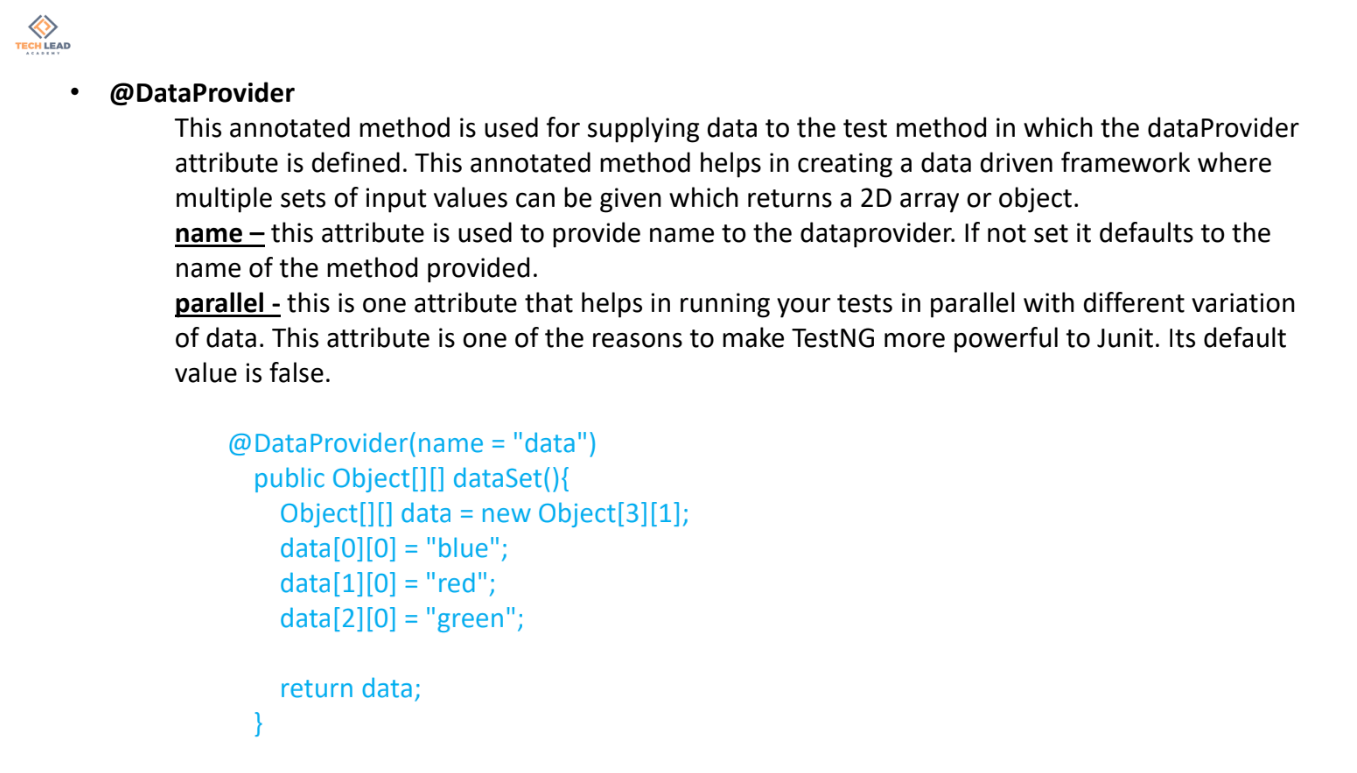 TECH LEAD
ACADEMY
• @DataProvider
This annotated method is used for supplying data to the test method in which the dataProvider
attribute is defined. This annotated method helps in creating a data driven framework where
multiple sets of input values can be given which returns a 2D array or object.
name – this attribute is used to provide name to the dataprovider. If not set it defaults to the
name of the method provided.
parallel - this is one attribute that helps in running your tests in parallel with different variation
of data. This attribute is one of the reasons to make TestNG more powerful to Junit. Its default
value is false.
@DataProvider(name = "data")
public Object[][] dataSet(){
Object[][] data = new Object[3][1];
data[0][0] = "blue";
data[1][0] = "red";
data[2][0] = "green";
return data;
}